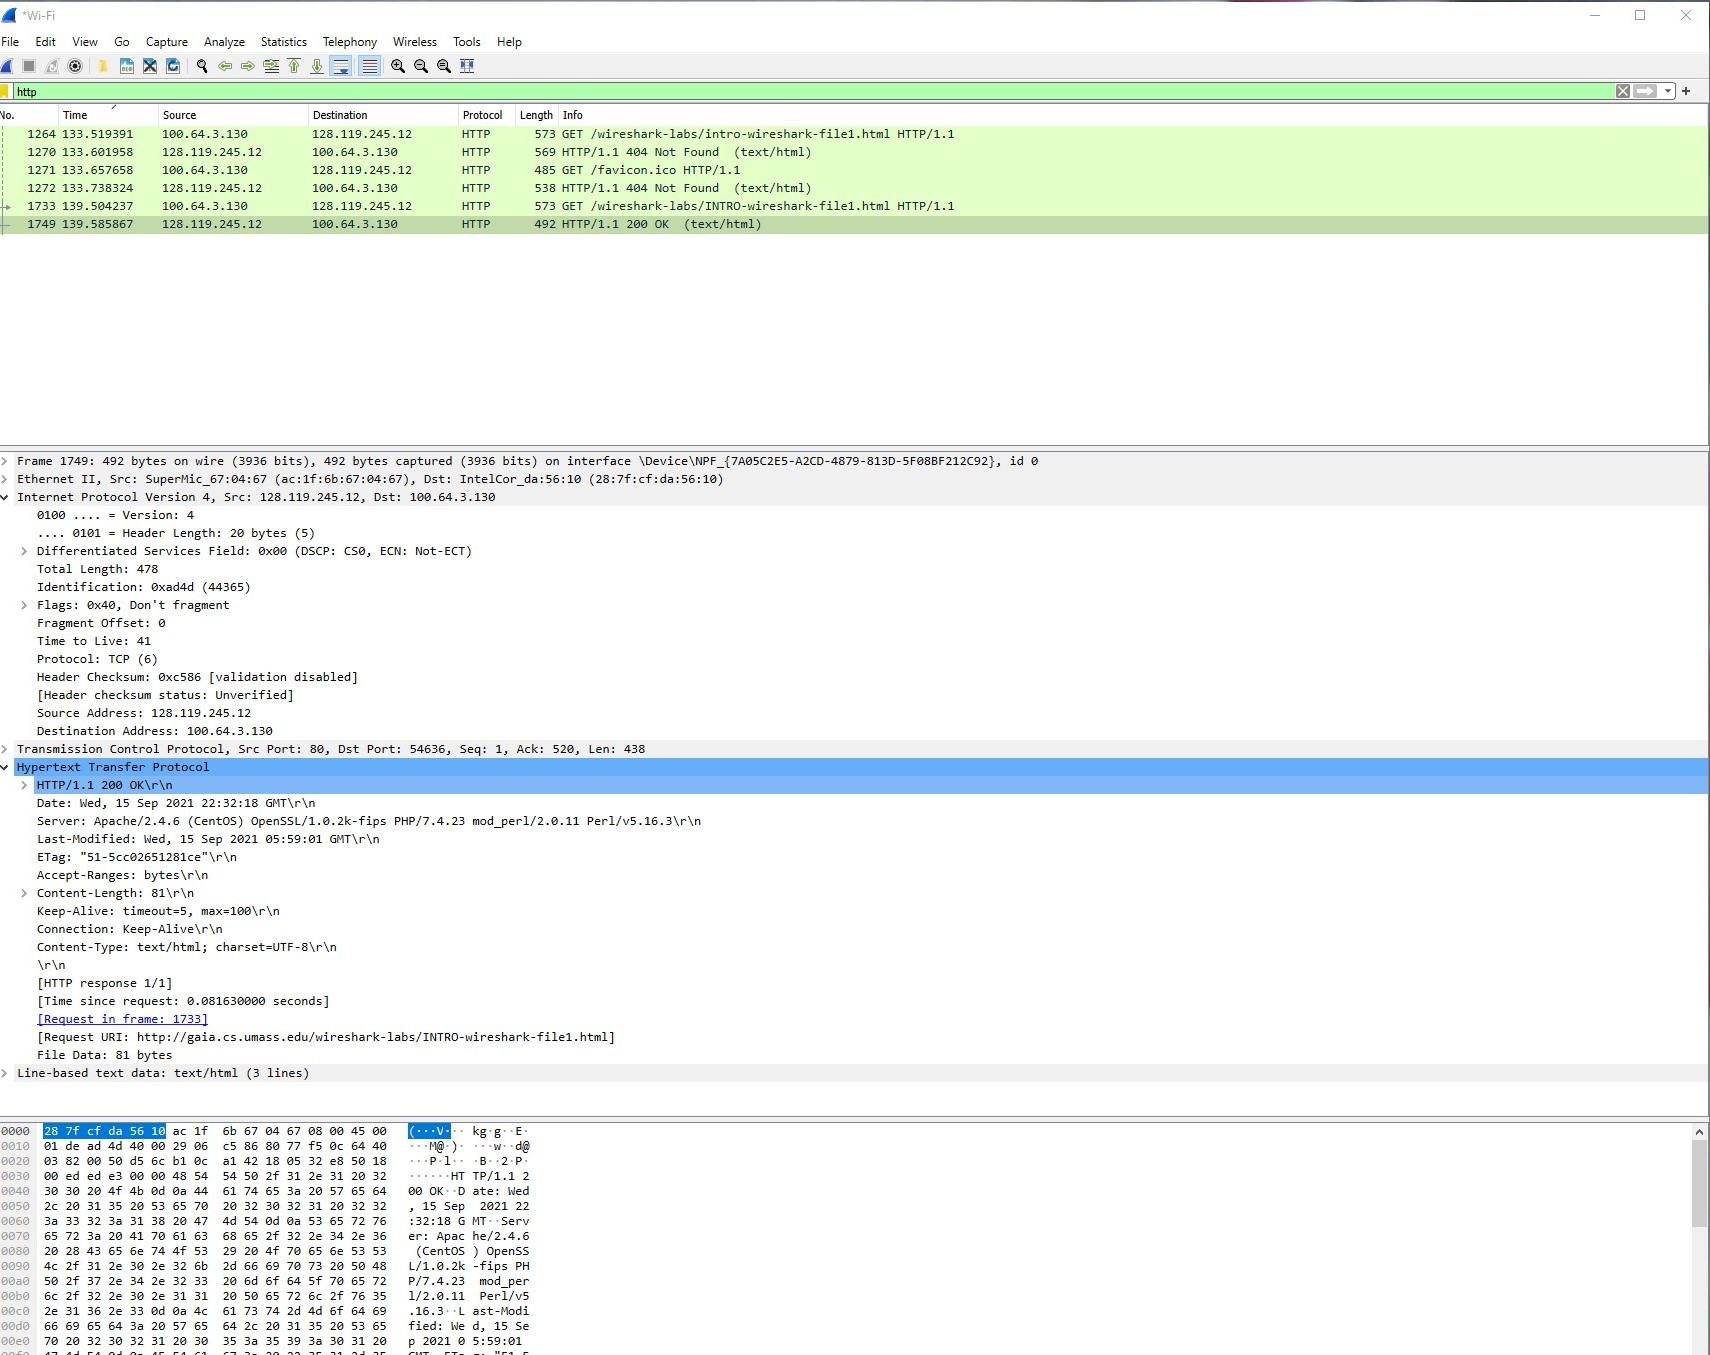 *Wi-Fi
File Edit View Go Capture Analyze Statistics Telephony Wireless Tools Help
http
No. Time Source Destination Protocol Length Info
1264 133.519391 100.64.3.130 128.119.245.12 HTTP 573 GET /wireshark-labs/intro-wireshark-file1.html HTTP/1.1
1270 133.601958 128.119.245.12 100.64.3.130 HTTP 569 HTTP/1.1 404 Not Found (text/html)
1271 133.657658 100.64.3.130 128.119.245.12 HTTP 485 GET /favicon.ico HTTP/1.1
1272 133.738324 128.119.245.12 100.64.3.130 HTTP 538 HTTP/1.1 404 Not Found (text/html)
1733 139.504237 100.64.3.130 128.119.245.12 HTTP 573 GET /wireshark-labs/INTRO-wireshark-file1.html HTTP/1.1
1749 139.585867 128.119.245.12 100.64.3.130 HTTP 492 HTTP/1.1 200 OK (text/html)
Frame 1749: 492 bytes on wire (3936 bits), 492 bytes captured (3936 bits) on interface \Device\NPF_{7A05C2E5-A2CD-4879-813D-5F08BF212C92}, id 0
Ethernet II, Src: SuperMic_67:04:67 (ac:1f:6b:67:04:67), Dst: IntelCor_da:56:10 (28:7f:cf:da:56:10)
Internet Protocol Version 4, Src: 128.119.245.12, Dst: 100.64.3.130
0100 .... = Version: 4
.... 0101 = Header Length: 20 bytes (5)
Differentiated Services Field: 0x00 (DSCP: CS0, ECN: Not-ECT)
Total Length: 478
Identification: 0xad4d (44365)
Flags: 0x40, Don't fragment
Fragment Offset: 0
Time to Live: 41
Protocol: TCP (6)
Header Checksum: 0xc586 [validation disabled]
[Header checksum status: Unverified]
Source Address: 128.119.245.12
Destination Address: 100.64.3.130
Transmission Control Protocol, Src Port: 80, Dst Port: 54636, Seq: 1, Ack: 520, Len: 438
Hypertext Transfer Protocol
HTTP/1.1 200 OK\r\n
Date: Wed, 15 Sep 2021 22:32:18 GMT\r\n
Server: Apache/2.4.6 (CentOS) OpenSSL/1.0.2k-fips PHP/7.4.23 mod_perl/2.0.11 Perl/v5.16.3\r\n
Last-Modified: Wed, 15 Sep 2021 05:59:01 GMT\r\n
ETag: "51-5cc02651281ce"\r\n
Accept-Ranges: bytes\r\n
Content-Length: 81\r\n
Keep-Alive: timeout=5, max=100\r\n
Connection: Keep-Alive\r\n
Content-Type: text/html; charset=UTF-8\r\n
\r\n
[HTTP response 1/1]
[Time since request: 0.081630000 seconds]
[Request in frame: 1733]
[Request URI: http://gaia.cs.umass.edu/wireshark-labs/INTRO-wireshark-file1.html]
File Data: 81 bytes
Line-based text data: text/html (3 lines)
0000 28 7f cf da 56 10 ac 1f 6b 67 04 67 08 00 45 00 (···V··· kg·g··E·
0010 01 de ad 4d 40 00 29 06 c5 86 80 77 f5 0c 64 40 ···M@·)· ···w··d@
0020 03 82 00 50 d5 6c b1 0c a1 42 18 05 32 e8 50 18 ···P·l·· ·B··2·P·
0030 00 ed ed e3 00 00 48 54 54 50 2f 31 2e 31 20 32 ······HT TP/1.1 2
0040 30 30 20 4f 4b 0d 0a 44 61 74 65 3a 20 57 65 64 00 OK··D ate: Wed
0050 2c 20 31 35 20 53 65 70 20 32 30 32 31 20 32 32 , 15 Sep 2021 22
0060 3a 33 32 3a 31 38 20 47 4d 54 0d 0a 53 65 72 76 :32:18 G MT··Serv
0070 65 72 3a 20 41 70 61 63 68 65 2f 32 2e 34 2e 36 er: Apac he/2.4.6
0080 20 28 43 65 6e 74 4f 53 29 20 4f 70 65 6e 53 53 (CentOS ) OpenSS
0090 4c 2f 31 2e 30 2e 32 6b 2d 66 69 70 73 20 50 48 L/1.0.2k -fips PH
00a0 50 2f 37 2e 34 2e 32 33 20 6d 6f 64 5f 70 65 72 P/7.4.23 mod_per
00b0 6c 2f 32 2e 30 2e 31 31 20 50 65 72 6c 2f 76 35 l/2.0.11 Perl/v5
00c0 2e 31 36 2e 33 0d 0a 4c 61 73 74 2d 4d 6f 64 69 .16.3··L ast-Modi
00d0 66 69 65 64 3a 20 57 65 64 2c 20 31 35 20 53 65 fied: We d, 15 Se
00e0 70 20 32 30 32 31 20 30 35 3a 35 39 3a 30 31 20 p 2021 0 5:59:01